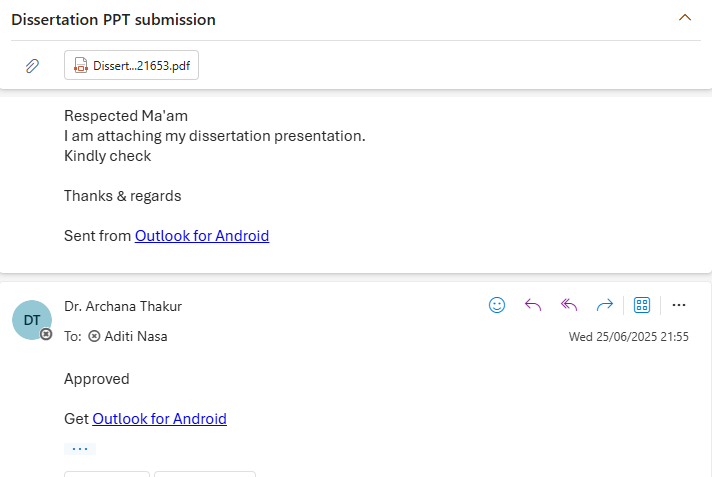 Dissertation PPT submission
Dissert...21653.pdf
Respected Ma'am
I am attaching my dissertation presentation.
Kindly check
Thanks & regards
Sent from Outlook for Android
DT
Dr. Archana Thakur
To: Aditi Nasa
Wed 25/06/2025 21:55
Approved
Get Outlook for Android